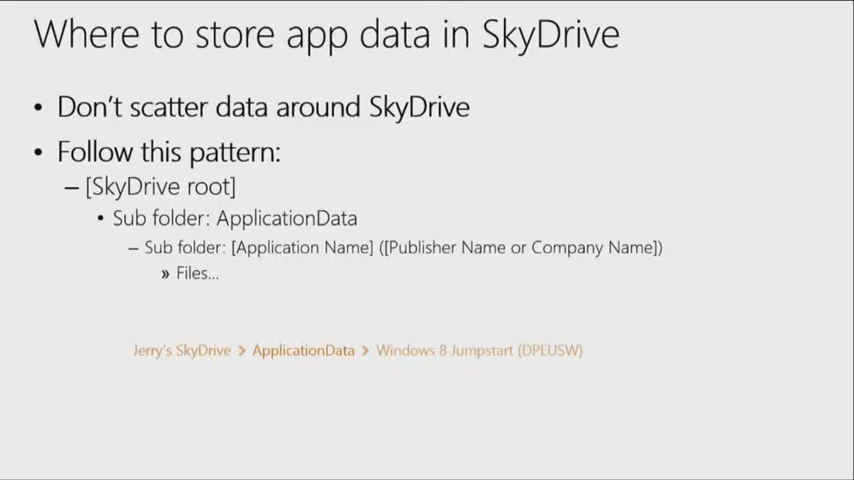 Where to store app data in SkyDrive
• Don't scatter data around SkyDrive
• Follow this pattern:
– [SkyDrive root]
• Sub folder: ApplicationData
– Sub folder: [Application Name] ([Publisher Name or Company Name])
» Files...
Jerry's SkyDrive > ApplicationData > Windows 8 Jumpstart (DPEUSW)